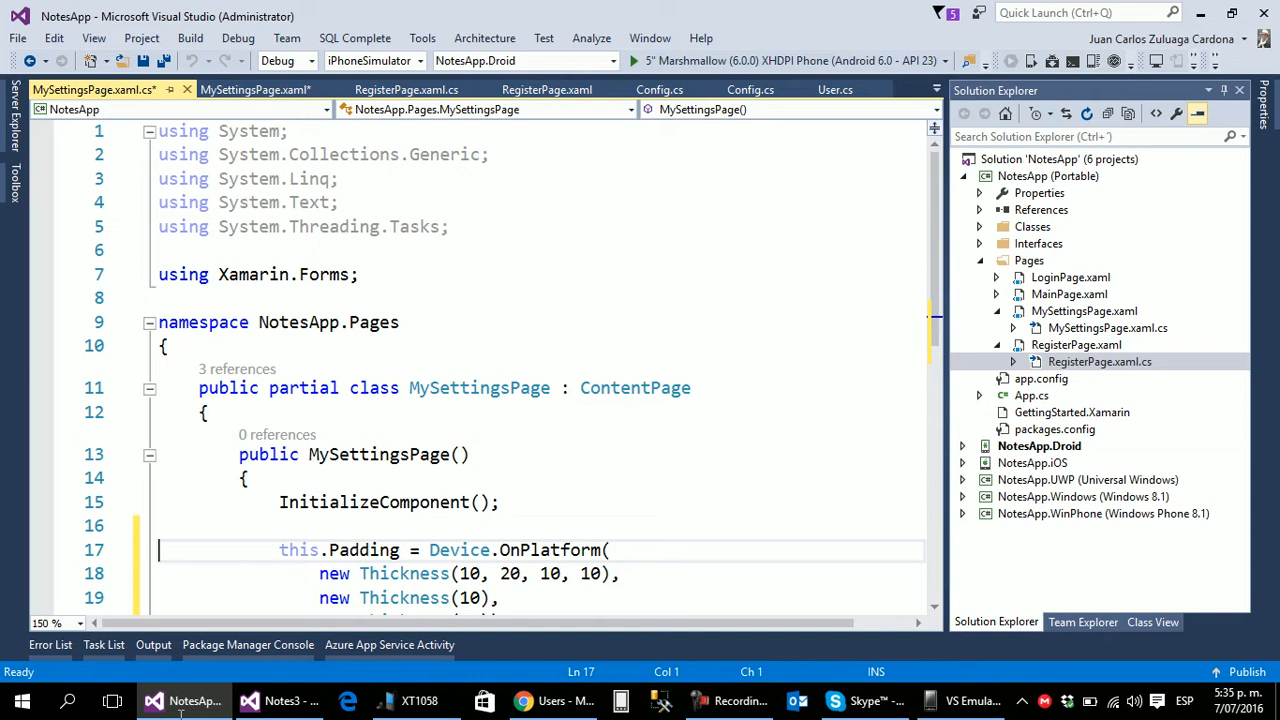 NotesApp - Microsoft Visual Studio (Administrator)
5
Quick Launch (Ctrl+Q)
File Edit View Project Build Debug Team SQL Complete Tools Architecture Test Analyze Window Help
Juan Carlos Zuluaga Cardona
Debug iPhoneSimulator NotesApp.Droid 5" Marshmallow (6.0.0) XHDPI Phone (Android 6.0 - API 23)
MySettingsPage.xaml.cs* MySettingsPage.xaml* RegisterPage.xaml.cs RegisterPage.xaml Config.cs Config.cs User.cs
NotesApp NotesApp.Pages.MySettingsPage MySettingsPage()
Server Explorer
Toolbox
1 using System;
2 using System.Collections.Generic;
3 using System.Linq;
4 using System.Text;
5 using System.Threading.Tasks;
6
7 using Xamarin.Forms;
8
9 namespace NotesApp.Pages
10 {
3 references
11 public partial class MySettingsPage : ContentPage
12 {
0 references
13 public MySettingsPage()
14 {
15 InitializeComponent();
16
17 this.Padding = Device.OnPlatform(
18 new Thickness(10, 20, 10, 10),
19 new Thickness(10),
150 %
Solution Explorer
Search Solution Explorer (Ctrl+´)
Solution 'NotesApp' (6 projects)
NotesApp (Portable)
Properties
References
Classes
Interfaces
Pages
LoginPage.xaml
MainPage.xaml
MySettingsPage.xaml
MySettingsPage.xaml.cs
RegisterPage.xaml
RegisterPage.xaml.cs
app.config
App.cs
GettingStarted.Xamarin
packages.config
NotesApp.Droid
NotesApp.iOS
NotesApp.UWP (Universal Windows)
NotesApp.Windows (Windows 8.1)
NotesApp.WinPhone (Windows Phone 8.1)
Solution Explorer Team Explorer Class View
Properties
Error List Task List Output Package Manager Console Azure App Service Activity
Ready Ln 17 Col 1 Ch 1 INS Publish
NotesAp... Notes3 - ... XT1058 Users - M... Recordin... Skype™ -... VS Emula... ESP 5:35 p. m.
7/07/2016